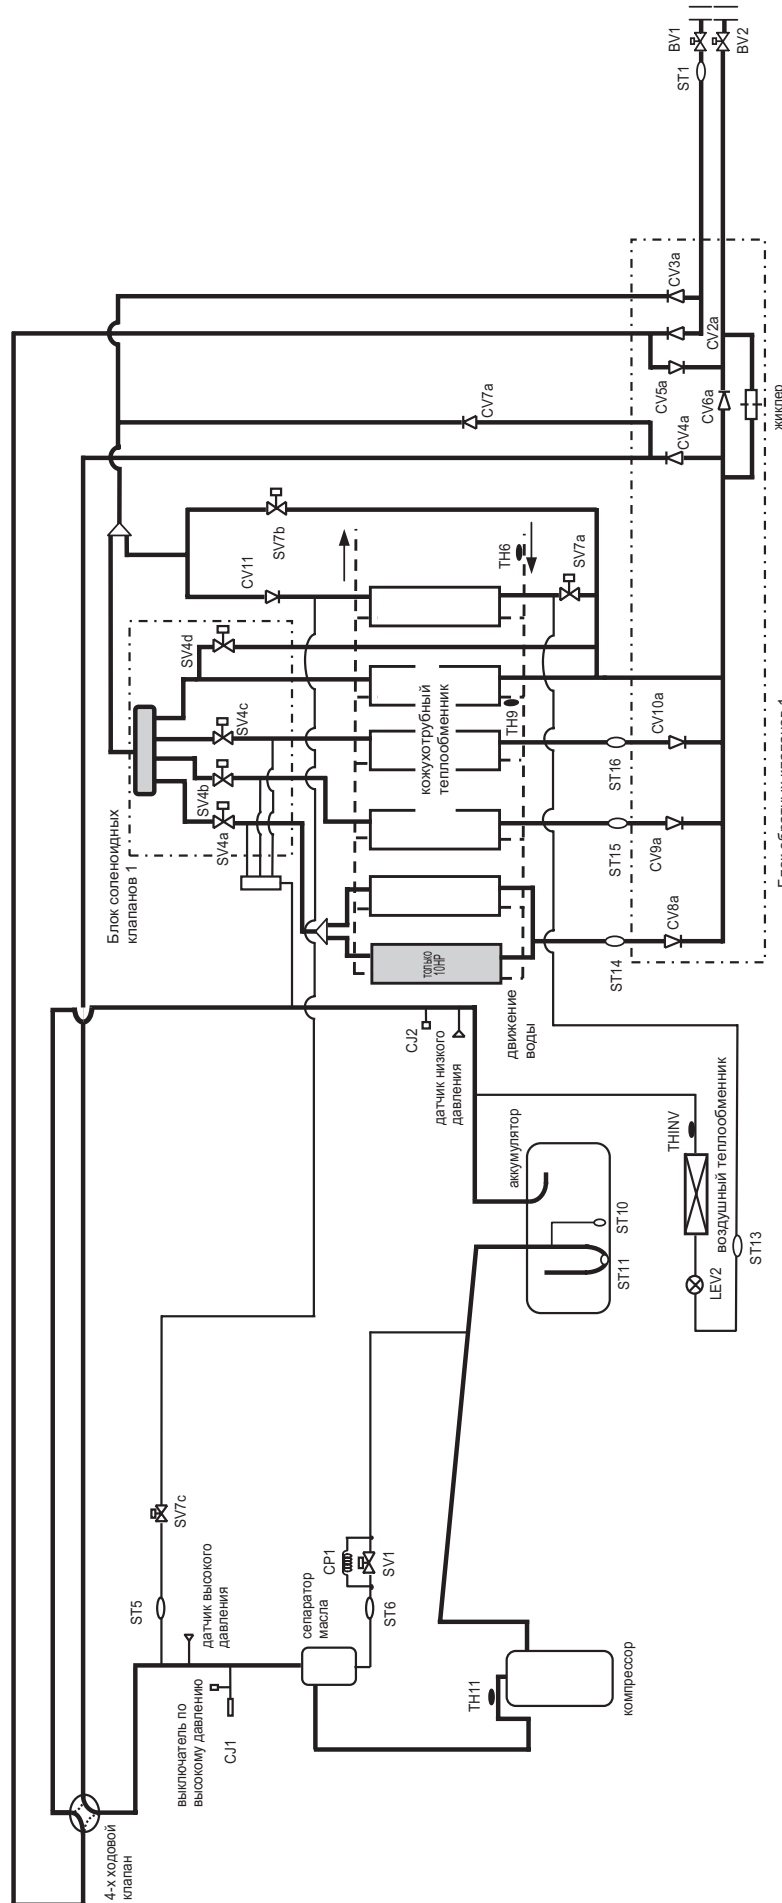 BV1
BV2
ST1
CV3a
CV2a
CV5a
CV6a
CV7a
CV4a
жиклер
SV7b
CV11
TH6
SV7a
SV4d
SV4c
SV4b
SV4a
кожухотрубный
теплообменник
TH9
CV10a
ST16
ST15
CV9a
CV8a
ST14
Блок соленоидных
клапанов 1
только
10HP
движение
воды
CJ2
датчик низкого
давления
аккумулятор
ST10
ST11
THINV
воздушный теплообменник
LEV2
ST13
SV7c
ST5
датчик высокого
давления
CP1
SV1
ST6
сепаратор
масла
выключатель по
высокому давлению
CJ1
TH11
компрессор
4-х ходовой
клапан